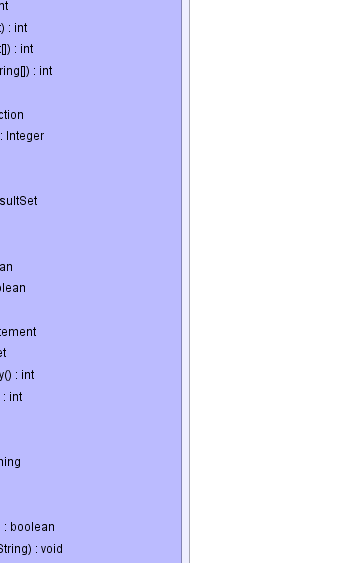 nt
) : int
[]) : int
ring[]) : int
ction
: Integer
sultSet
an
olean
tement
et
y() : int
: int
ning
: boolean
String) : void